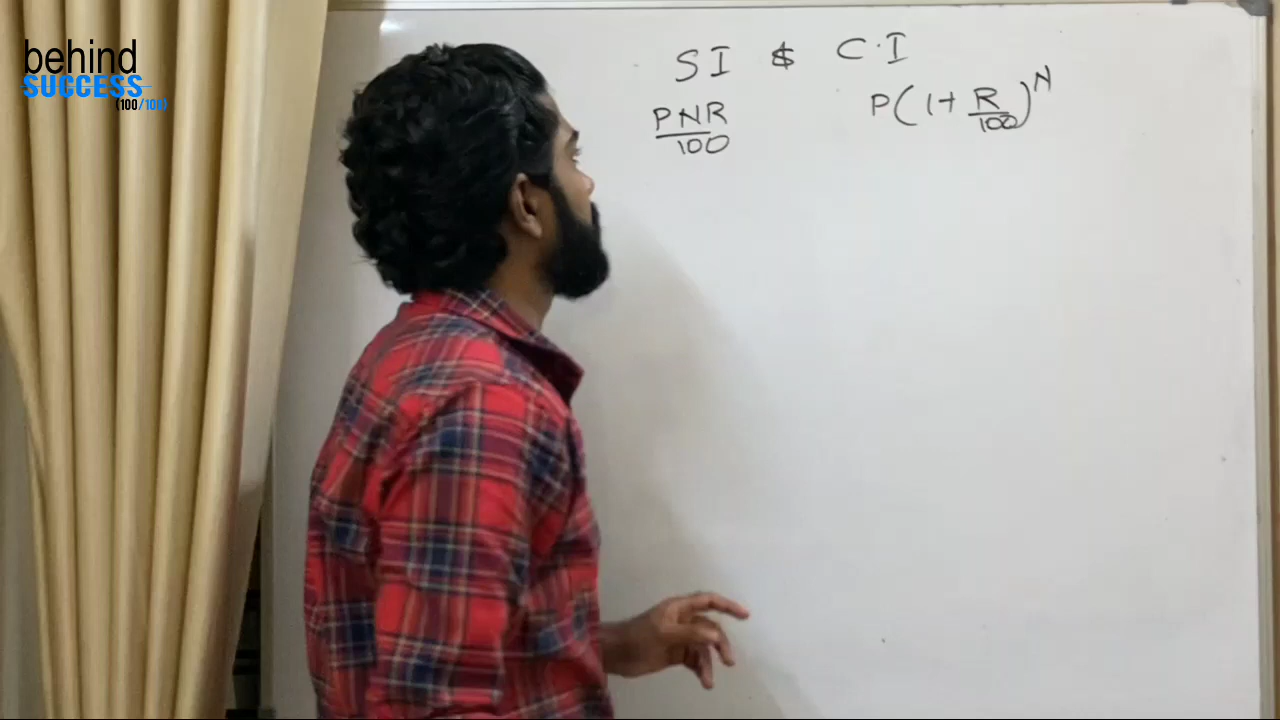 behind
SUCCESS
(100/100)
SI & C.I
PNR
100
P(1+R/100)^N